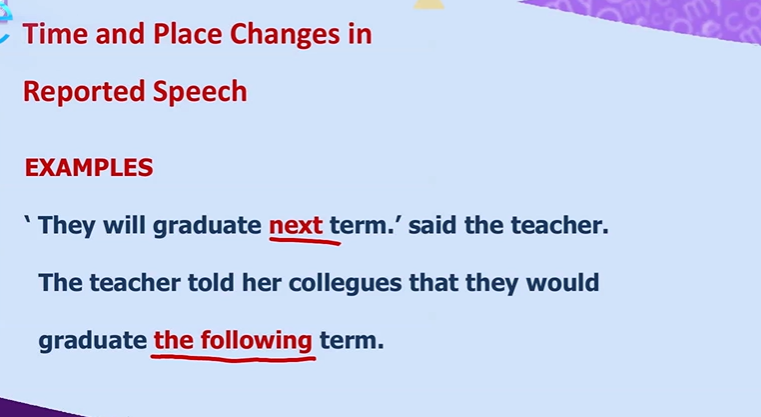 Time and Place Changes in
Reported Speech
EXAMPLES
‘ They will graduate next term.’ said the teacher.
The teacher told her collegues that they would
graduate the following term.